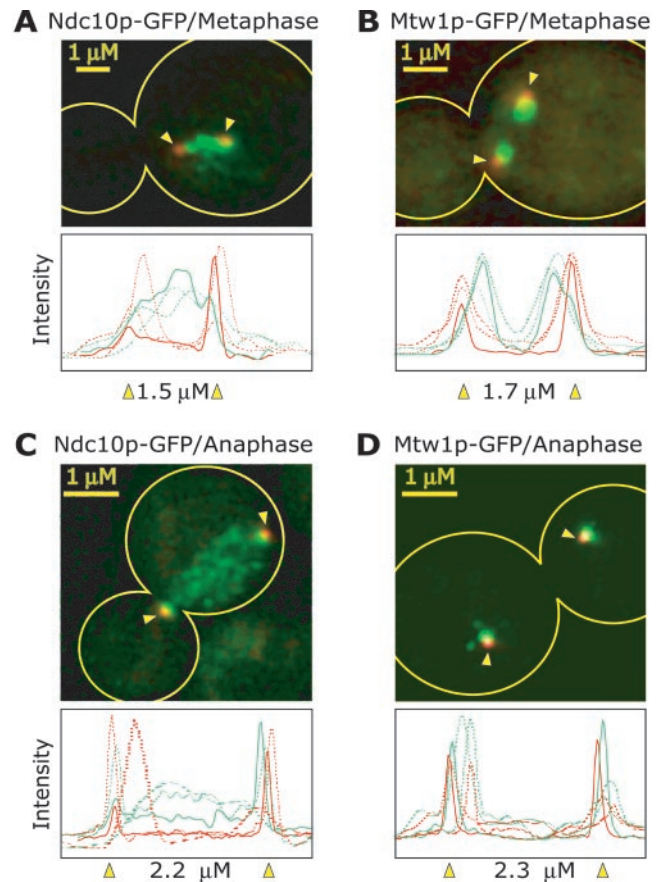 A Ndc10p-GFP/Metaphase
1 µM
Intensity
1.5 µM
B Mtw1p-GFP/Metaphase
1 µM
1.7 µM
C Ndc10p-GFP/Anaphase
1 µM
Intensity
2.2 µM
D Mtw1p-GFP/Anaphase
1 µM
2.3 µM